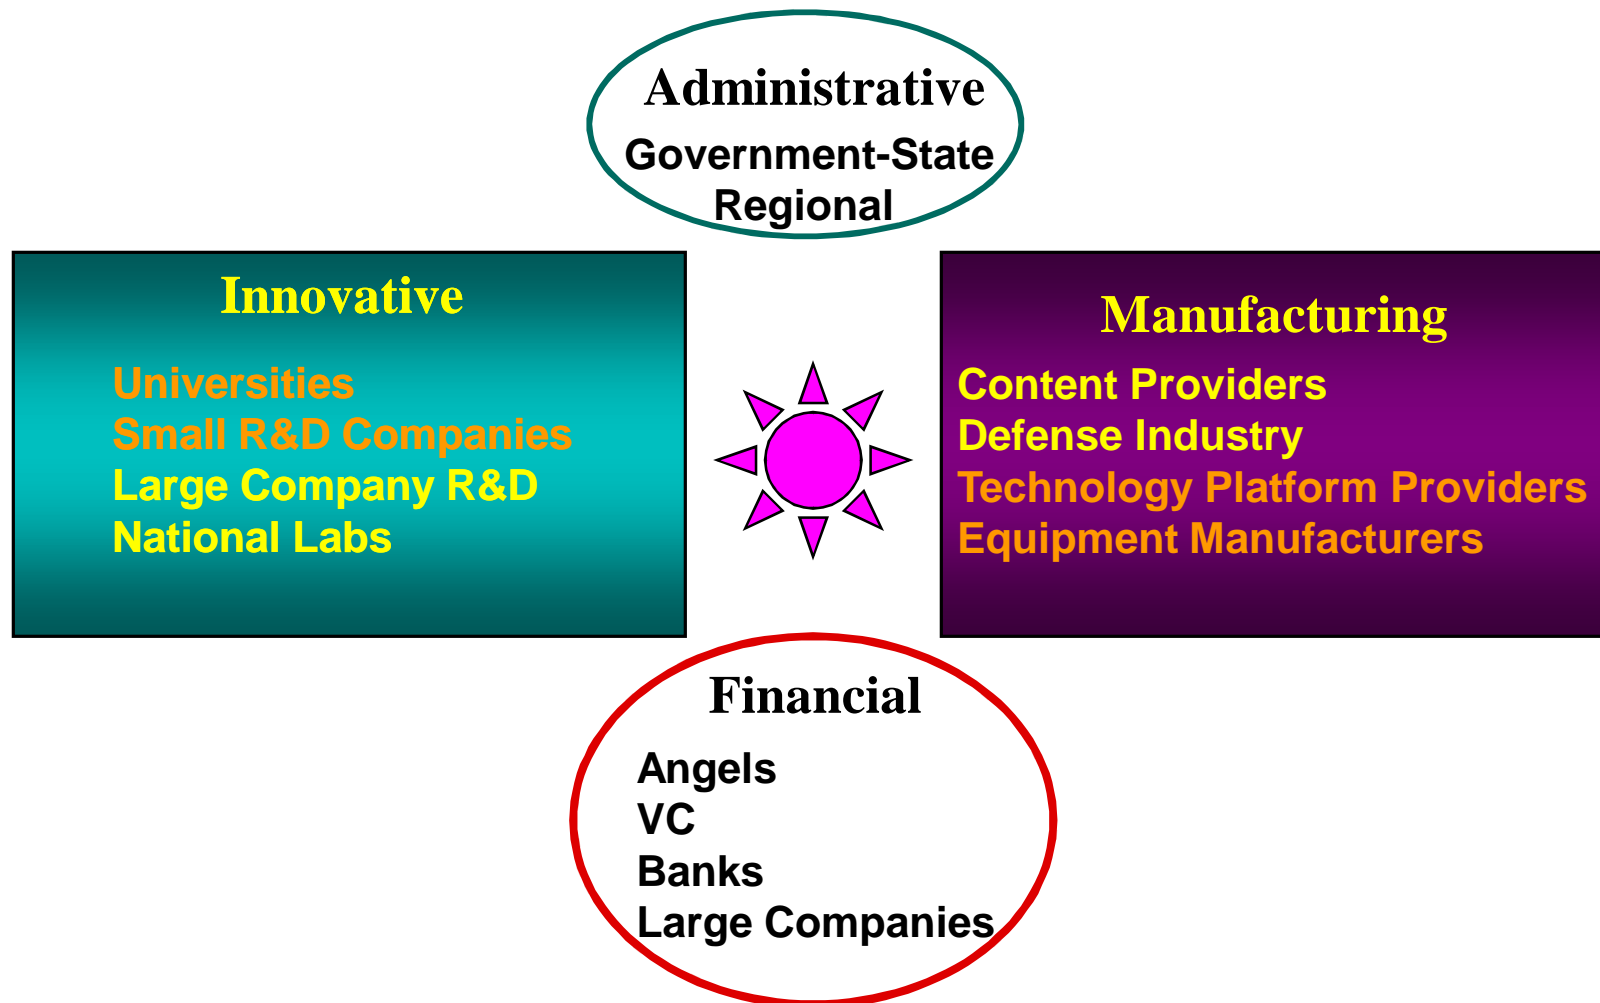 Administrative
Government-State
Regional
Innovative
Universities
Small R&D Companies
Large Company R&D
National Labs
Manufacturing
Content Providers
Defense Industry
Technology Platform Providers
Equipment Manufacturers
Financial
Angels
VC
Banks
Large Companies